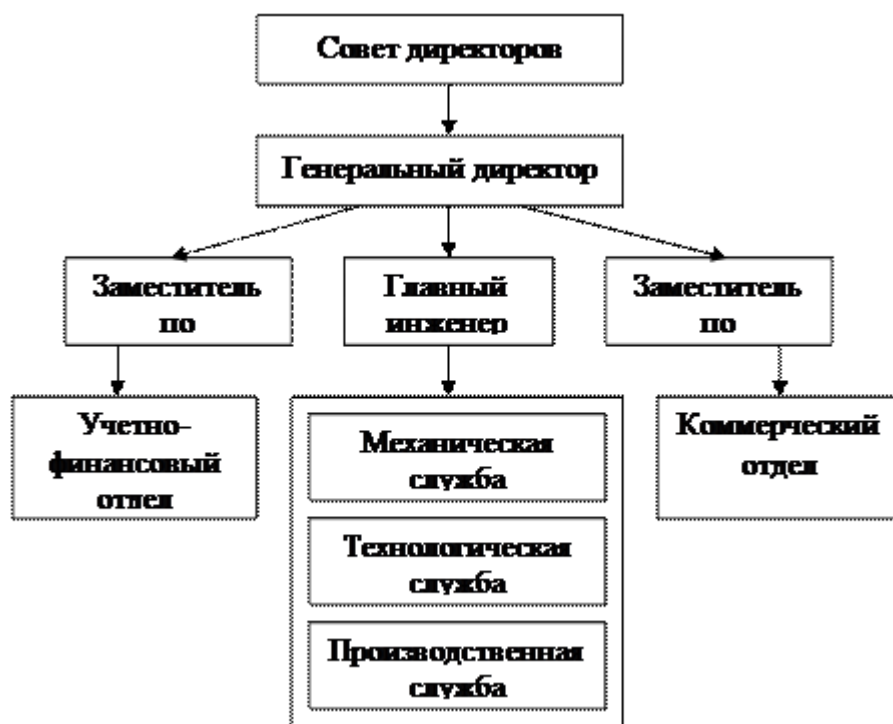 Совет директоров
Генеральный директор
Заместитель
по
Главный
инженер
Заместитель
по
Учетно-
финансовый
отдел
Механическая
служба
Технологическая
служба
Производственная
служба
Коммерческий
отдел